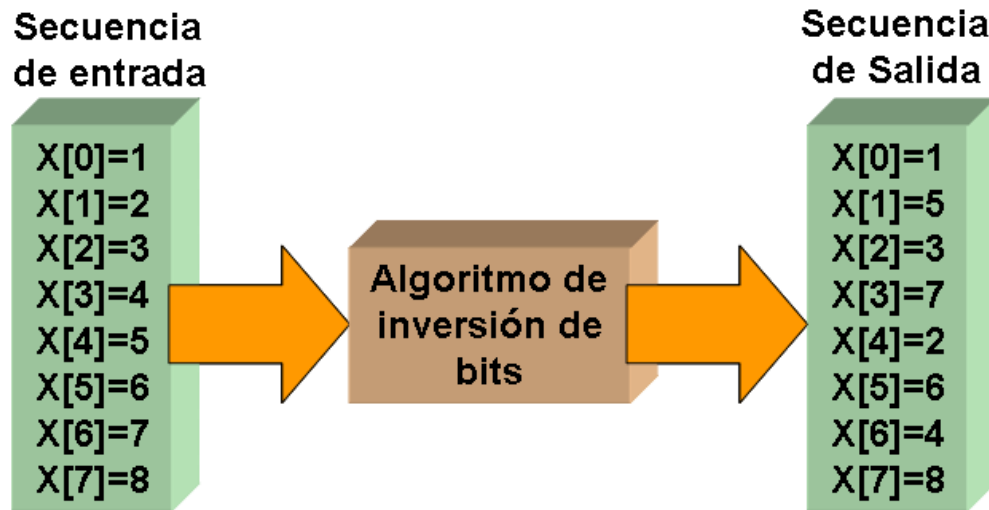 Secuencia
de entrada
X[0]=1
X[1]=2
X[2]=3
X[3]=4
X[4]=5
X[5]=6
X[6]=7
X[7]=8
Algoritmo de
inversión de
bits
Secuencia
de Salida
X[0]=1
X[1]=5
X[2]=3
X[3]=7
X[4]=2
X[5]=6
X[6]=4
X[7]=8